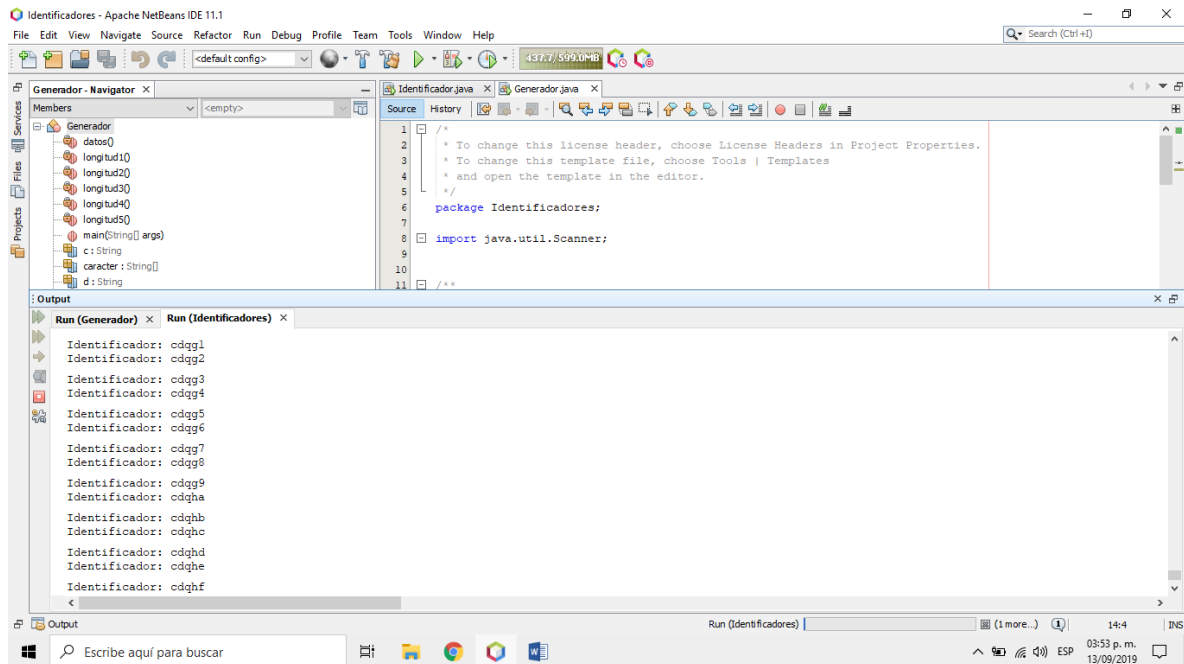 Identificadores - Apache NetBeans IDE 11.1
File Edit View Navigate Source Refactor Run Debug Profile Team Tools Window Help
Search (Ctrl+I)
<default config>
437.7/599.0MB
Generador - Navigator
Identificador.java
Generador.java
Members
<empty>
Source History
Services
Files
Projects
Generador
datos()
longitud1()
longitud2()
longitud3()
longitud4()
longitud5()
main(String[] args)
c : String
caracter : String[]
d : String
1 /*
2 * To change this license header, choose License Headers in Project Properties.
3 * To change this template file, choose Tools | Templates
4 * and open the template in the editor.
5 */
6 package Identificadores;
7
8 import java.util.Scanner;
9
10
11 /**
Output
Run (Generador) Run (Identificadores)
Identificador: cdqg1
Identificador: cdqg2
Identificador: cdqg3
Identificador: cdqg4
Identificador: cdqg5
Identificador: cdqg6
Identificador: cdqg7
Identificador: cdqg8
Identificador: cdqg9
Identificador: cdqha
Identificador: cdqhb
Identificador: cdqhc
Identificador: cdqhd
Identificador: cdqhe
Identificador: cdqhf
Output
Run (Identificadores)
(1 more...)
1
14:4
INS
Escribe aquí para buscar
ESP
03:53 p. m.
13/09/2019